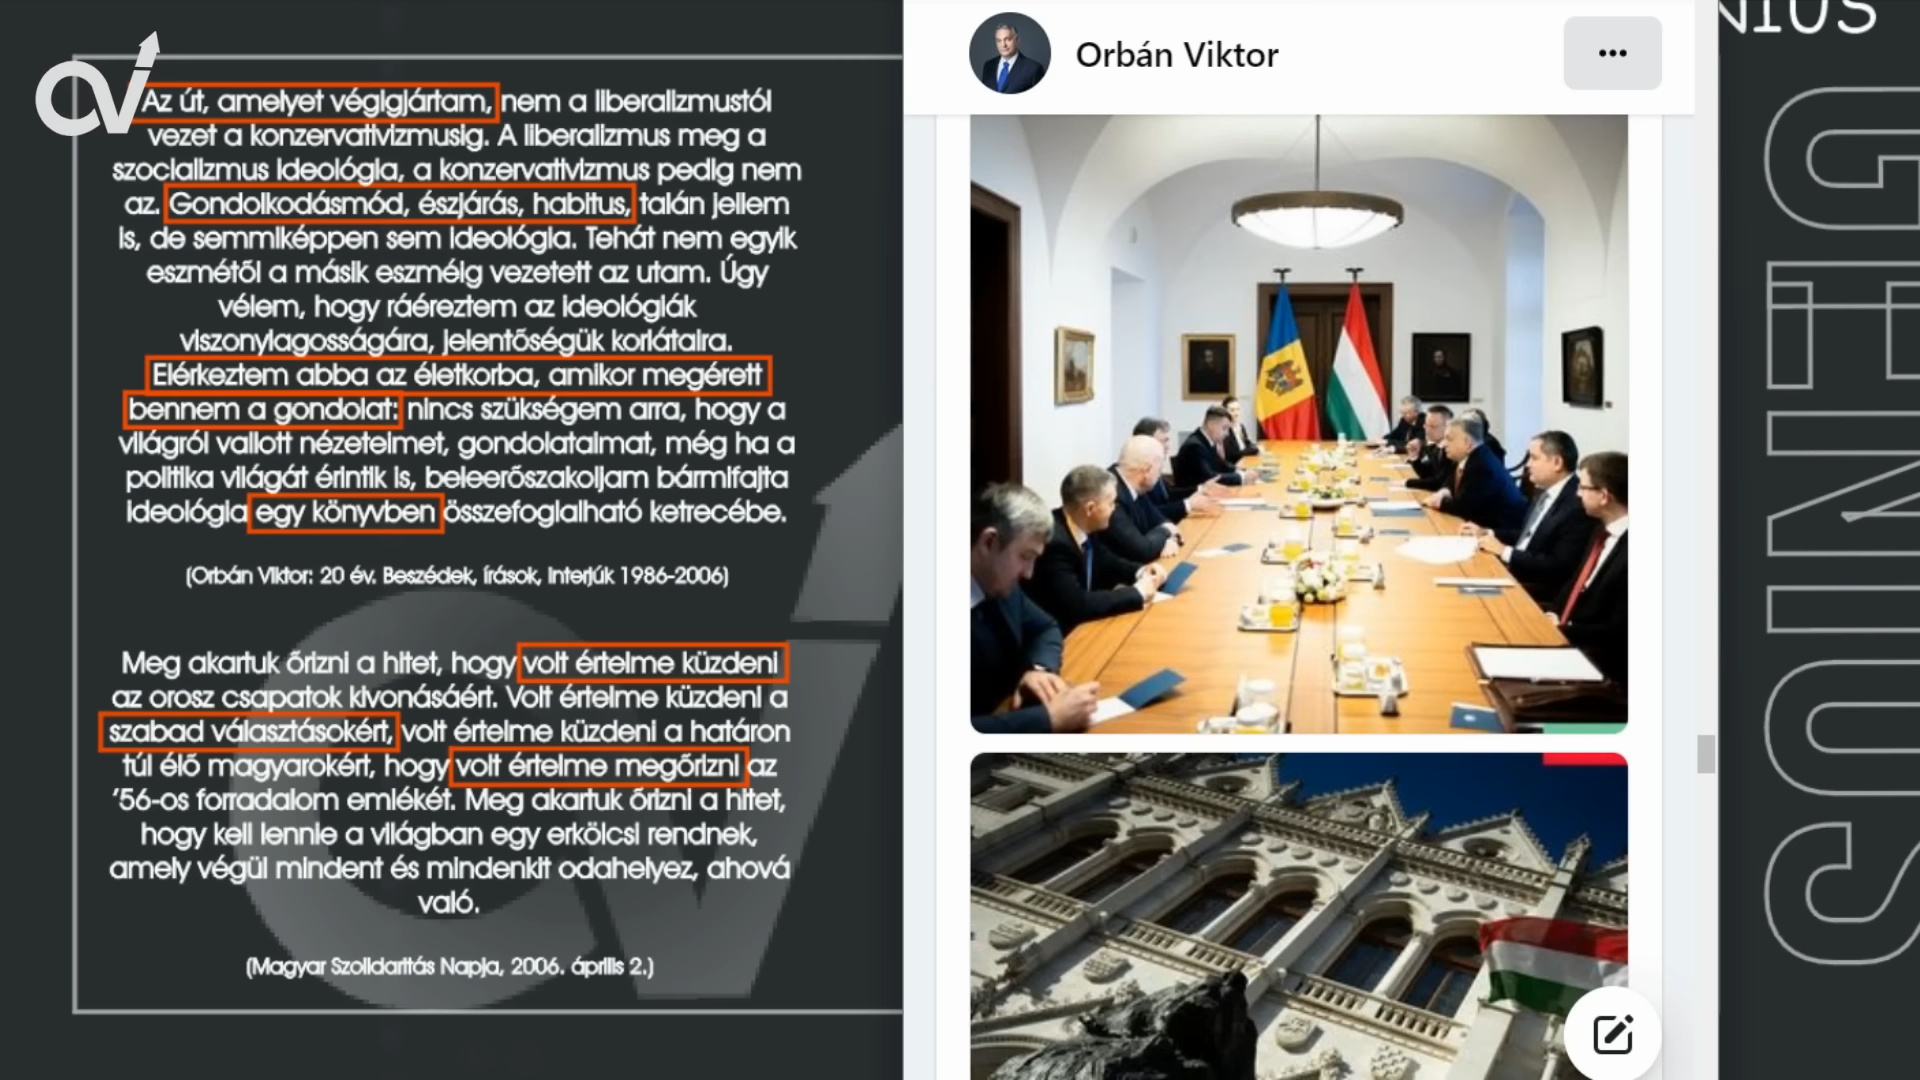 OV
Az út, amelyet végigjártam, nem a liberalizmustól
vezet a konzervativizmusig. A liberalizmus meg a
szocializmus ideológia, a konzervativizmus pedig nem
az. Gondolkodásmód, észjárás, habitus, talán jellem
is, de semmiképpen sem ideológia. Tehát nem egyik
eszmétől a másik eszméig vezetett az utam. Úgy
vélem, hogy ráéreztem az ideológiák
viszonylagosságára, jelentőségük korlátaira.
Elérkeztem abba az életkorba, amikor megérett
bennem a gondolat: nincs szükségem arra, hogy a
világról vallott nézeteimet, gondolataimat, még ha a
politika világát érintik is, beleerőszakoljam bármifajta
ideológia egy könyvben összefoglalható ketrecébe.
(Orbán Viktor: 20 év. Beszédek, írások, interjúk 1986-2006)
Meg akartuk őrizni a hitet, hogy volt értelme küzdeni
az orosz csapatok kivonásáért. Volt értelme küzdeni a
szabad választásokért, volt értelme küzdeni a határon
túl élő magyarokért, hogy volt értelme megőrizni az
'56-os forradalom emlékét. Meg akartuk őrizni a hitet,
hogy kell lennie a világban egy erkölcsi rendnek,
amely végül mindent és mindenkit odahelyez, ahová
való.
(Magyar Szolidaritás Napja, 2006. április 2.)
Orbán Viktor
NIUS
GENIUS